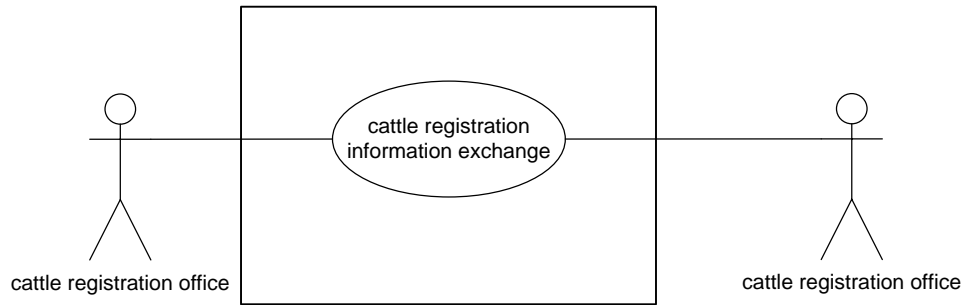 cattle registration
information exchange
cattle registration office
cattle registration office